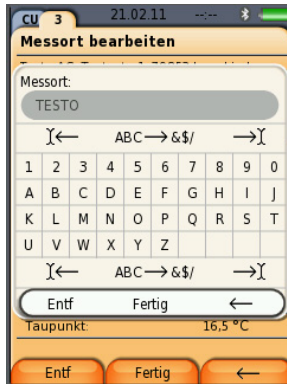 CU 3 21.02.11 --:--
Messort bearbeiten
Messort:
TESTO
ABC→&$/
1 2 3 4 5 6 7 8 9 0
A B C D E F G H I J
K L M N O P Q R S T
U V W X Y Z
ABC→&$/
Entf Fertig ←
Taupunkt: 16,5 °C
Entf Fertig ←